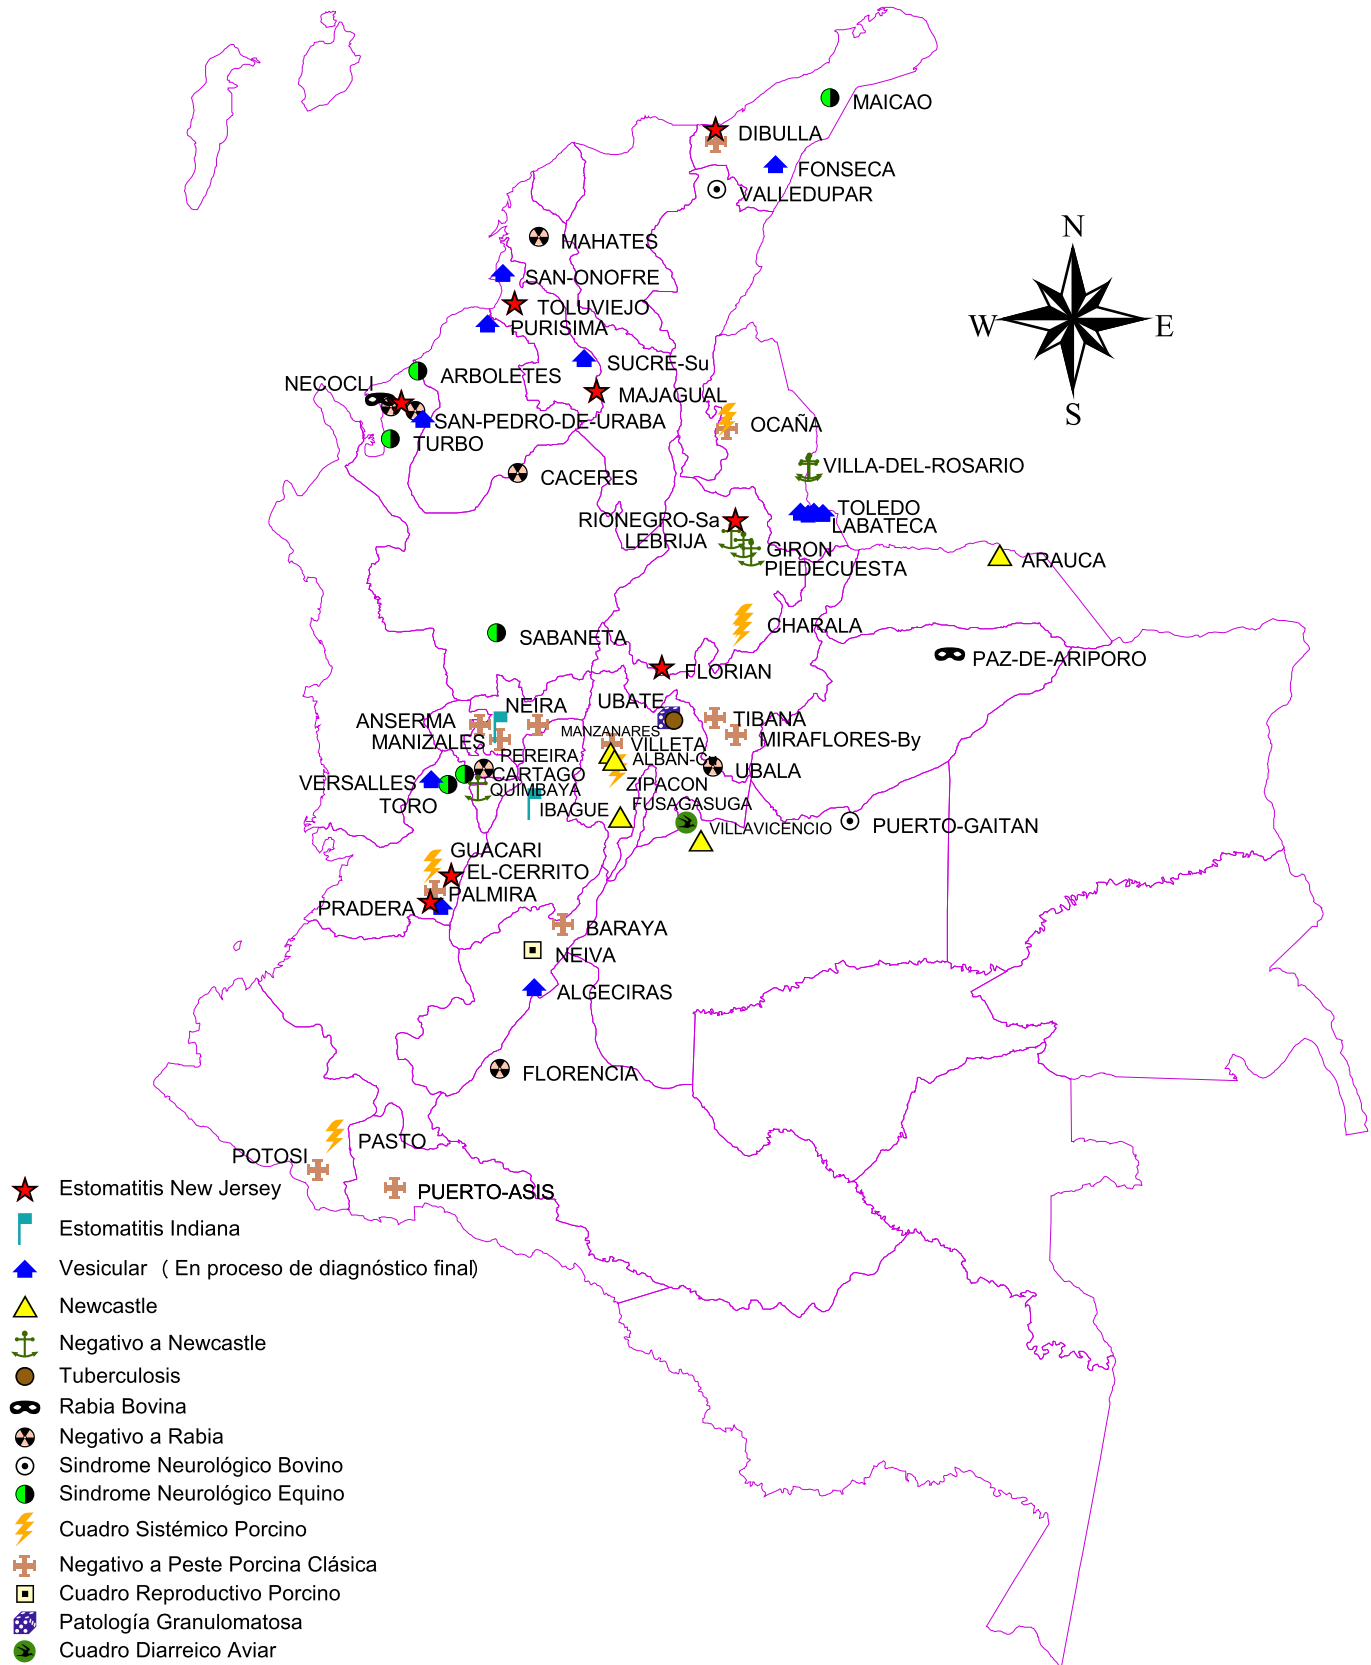 MAICAO
DIBULLA
FONSECA
VALLEDUPAR
N
MAHATES
SAN-ONOFRE
TOLUVIEJO
W
E
PURISIMA
SUCRE-Su
NECOCLI
ARBOLETES
MAJAGUAL
S
SAN-PEDRO-DE-URABA
OCAÑA
TURBO
VILLA-DEL-ROSARIO
CACERES
TOLEDO
RIONEGRO-Sa
LABATECA
LEBRIJA
GIRON
ARAUCA
PIEDECUESTA
CHARALA
SABANETA
PAZ-DE-ARIPORO
FLORIAN
UBATE
NEIRA
ANSERMA
TIBANA
MANZANARES
MANIZALES
VILLETA
MIRAFLORES-By
PEREIRA
ALBAN-Cu
UBALA
CARTAGO
VERSALLES
ZIPACON
QUIMBAYA
TORO
FUSAGASUGA
IBAGUE
VILLAVICENCIO
PUERTO-GAITAN
GUACARI
EL-CERRITO
PALMIRA
PRADERA
BARAYA
NEIVA
ALGECIRAS
FLORENCIA
PASTO
POTOSI
PUERTO-ASIS
Estomatitis New Jersey
Estomatitis Indiana
Vesicular ( En proceso de diagnóstico final)
Newcastle
Negativo a Newcastle
Tuberculosis
Rabia Bovina
Negativo a Rabia
Sindrome Neurológico Bovino
Sindrome Neurológico Equino
Cuadro Sistémico Porcino
Negativo a Peste Porcina Clásica
Cuadro Reproductivo Porcino
Patología Granulomatosa
Cuadro Diarreico Aviar